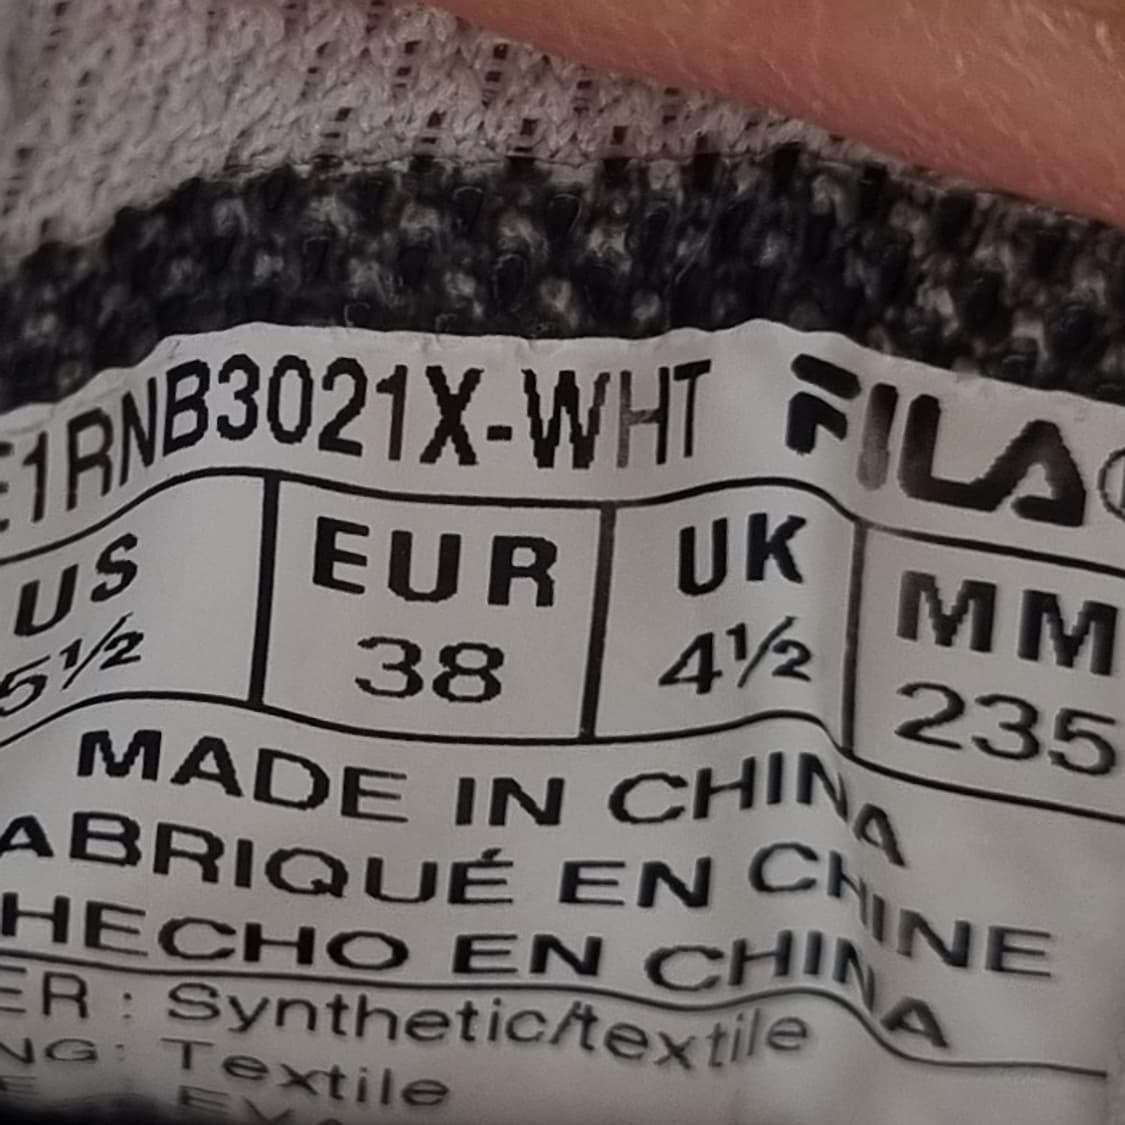 1RNB3021X-WHT FILA
US EUR UK MM
5½ 38 4½ 235
MADE IN CHINA
ABRIQUÉ EN CHINE
HECHO EN CHINA
ER : Synthetic/textile
NG: Textile